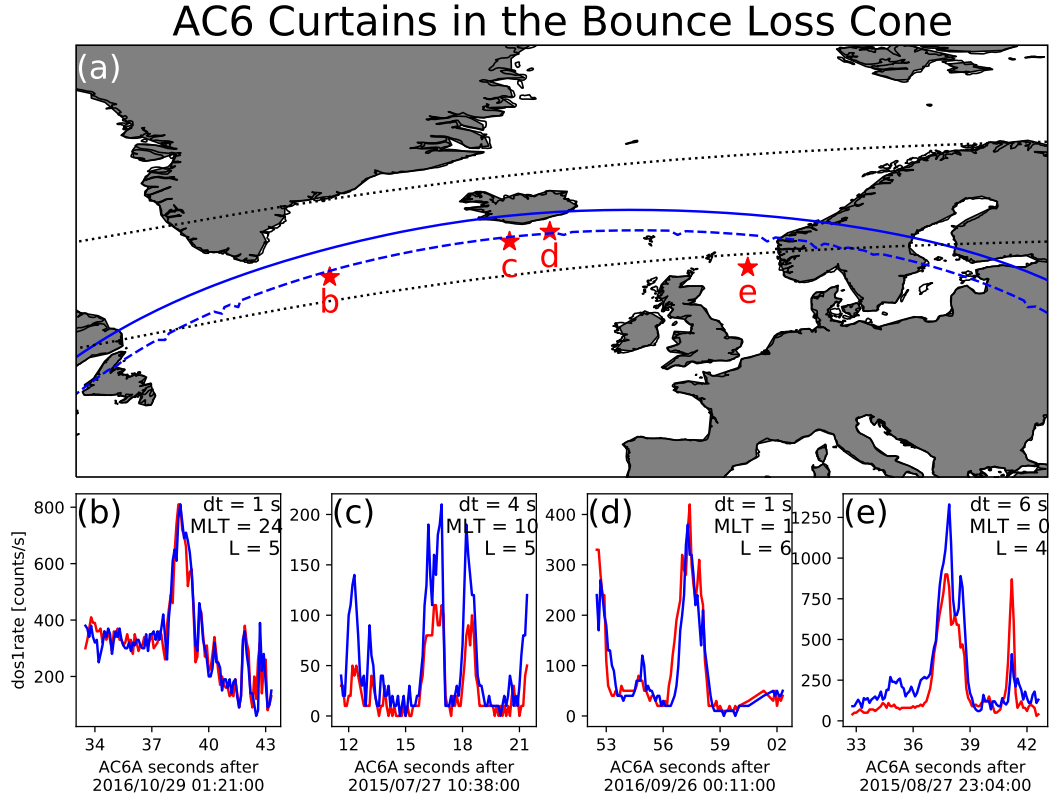 AC6 Curtains in the Bounce Loss Cone
(a)
b
c
d
e
(b)
dt = 1 s
MLT = 24
L = 5
800
600
400
200
dos1rate [counts/s]
34 37 40 43
AC6A seconds after
2016/10/29 01:21:00
(c)
dt = 4 s
MLT = 10
L = 5
200
150
100
50
0
12 15 18 21
AC6A seconds after
2015/07/27 10:38:00
(d)
dt = 1 s
MLT = 1
L = 6
400
300
200
100
0
53 56 59 02
AC6A seconds after
2016/09/26 00:11:00
(e)
dt = 6 s
MLT = 0
L = 4
1250
1000
750
500
250
0
33 36 39 42
AC6A seconds after
2015/08/27 23:04:00